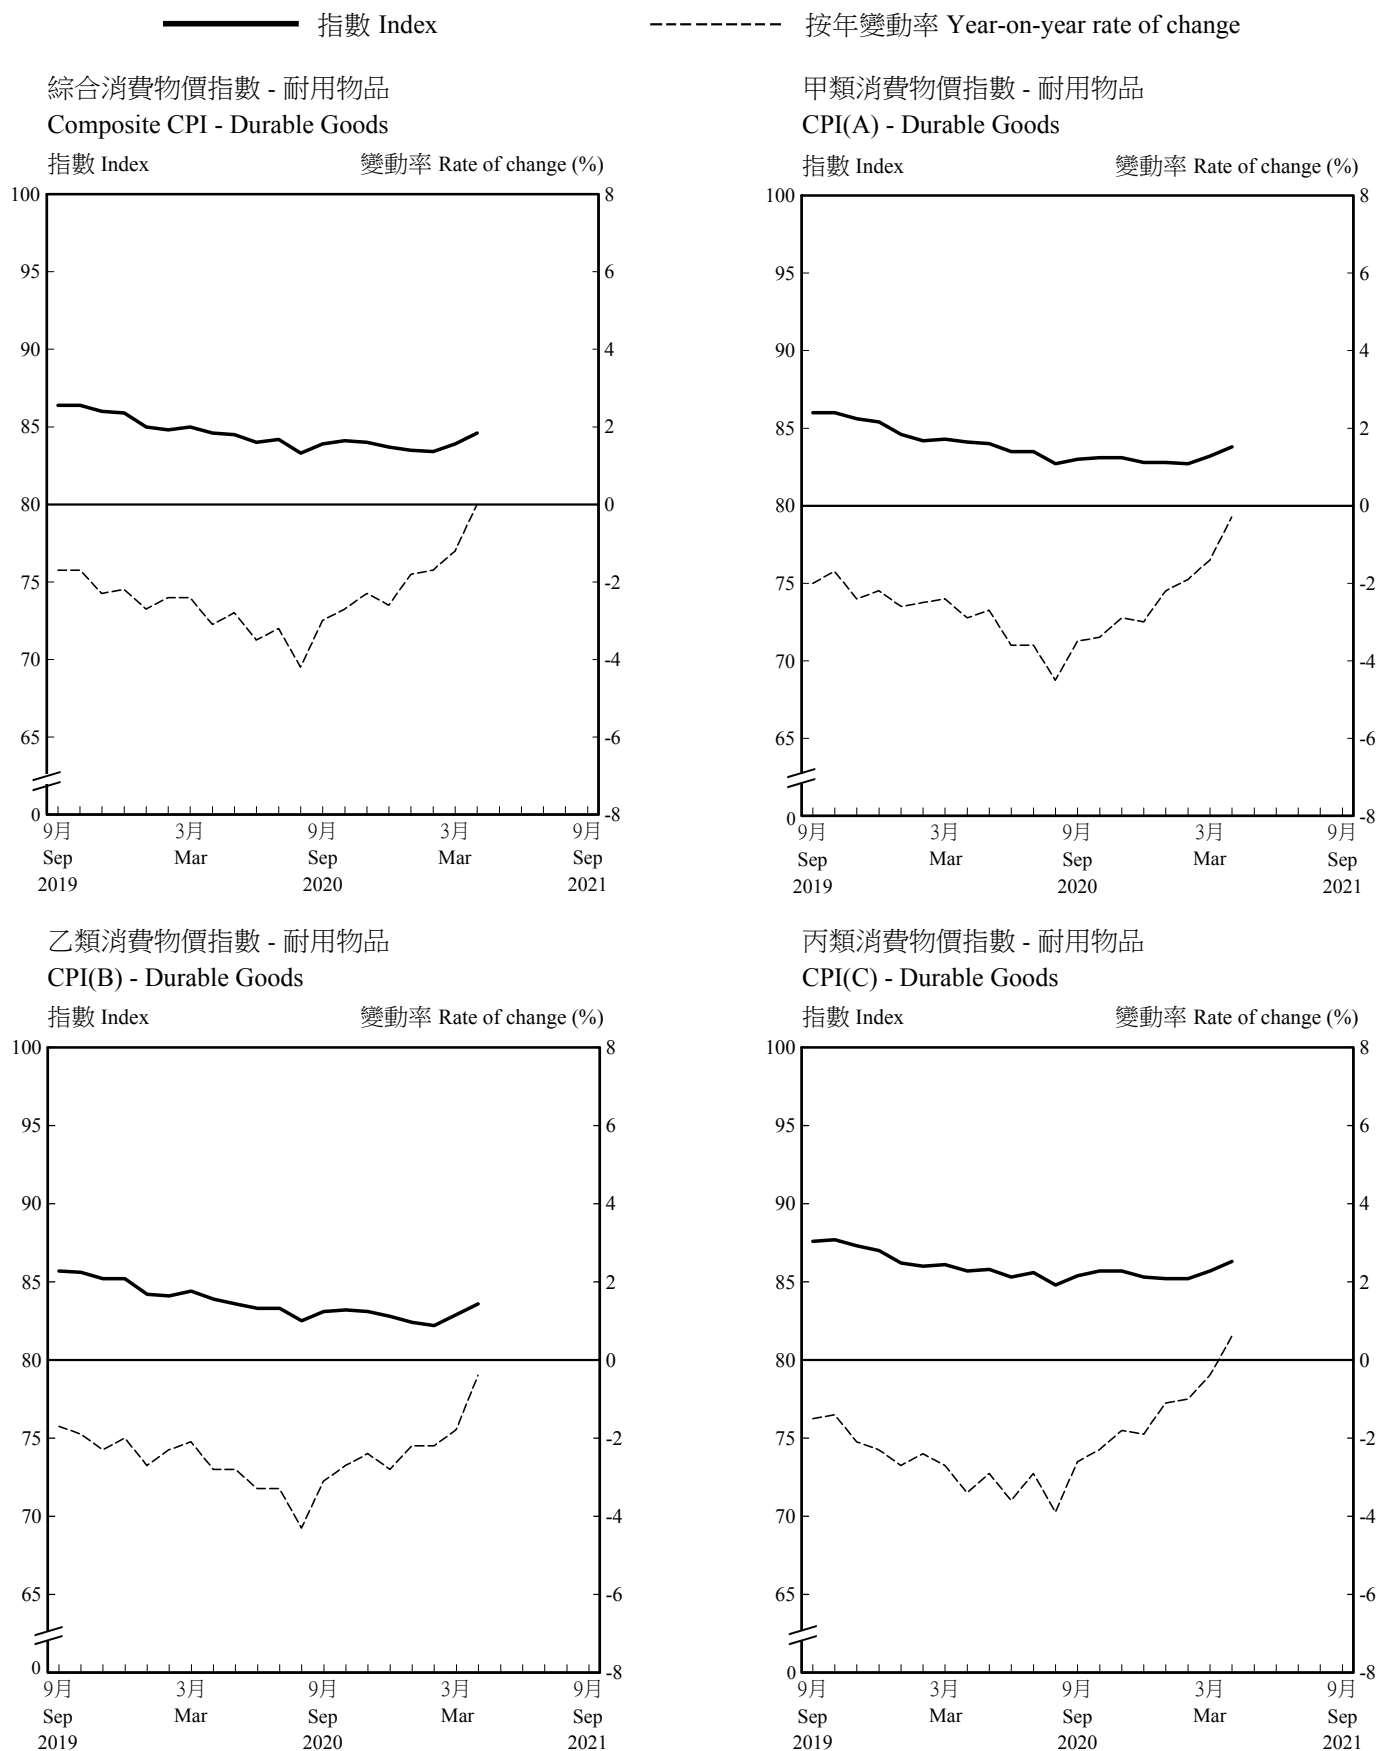 指數 Index
按年變動率 Year-on-year rate of change
綜合消費物價指數 - 耐用物品
Composite CPI - Durable Goods
指數 Index 變動率 Rate of change (%)
100 8
95 6
90 4
85 2
80 0
75 -2
70 -4
65 -6
0 -8
9月 3月 9月 3月 9月
Sep Mar Sep Mar Sep
2019 2020 2021
甲類消費物價指數 - 耐用物品
CPI(A) - Durable Goods
指數 Index 變動率 Rate of change (%)
100 8
95 6
90 4
85 2
80 0
75 -2
70 -4
65 -6
0 -8
9月 3月 9月 3月 9月
Sep Mar Sep Mar Sep
2019 2020 2021
乙類消費物價指數 - 耐用物品
CPI(B) - Durable Goods
指數 Index 變動率 Rate of change (%)
100 8
95 6
90 4
85 2
80 0
75 -2
70 -4
65 -6
0 -8
9月 3月 9月 3月 9月
Sep Mar Sep Mar Sep
2019 2020 2021
丙類消費物價指數 - 耐用物品
CPI(C) - Durable Goods
指數 Index 變動率 Rate of change (%)
100 8
95 6
90 4
85 2
80 0
75 -2
70 -4
65 -6
0 -8
9月 3月 9月 3月 9月
Sep Mar Sep Mar Sep
2019 2020 2021